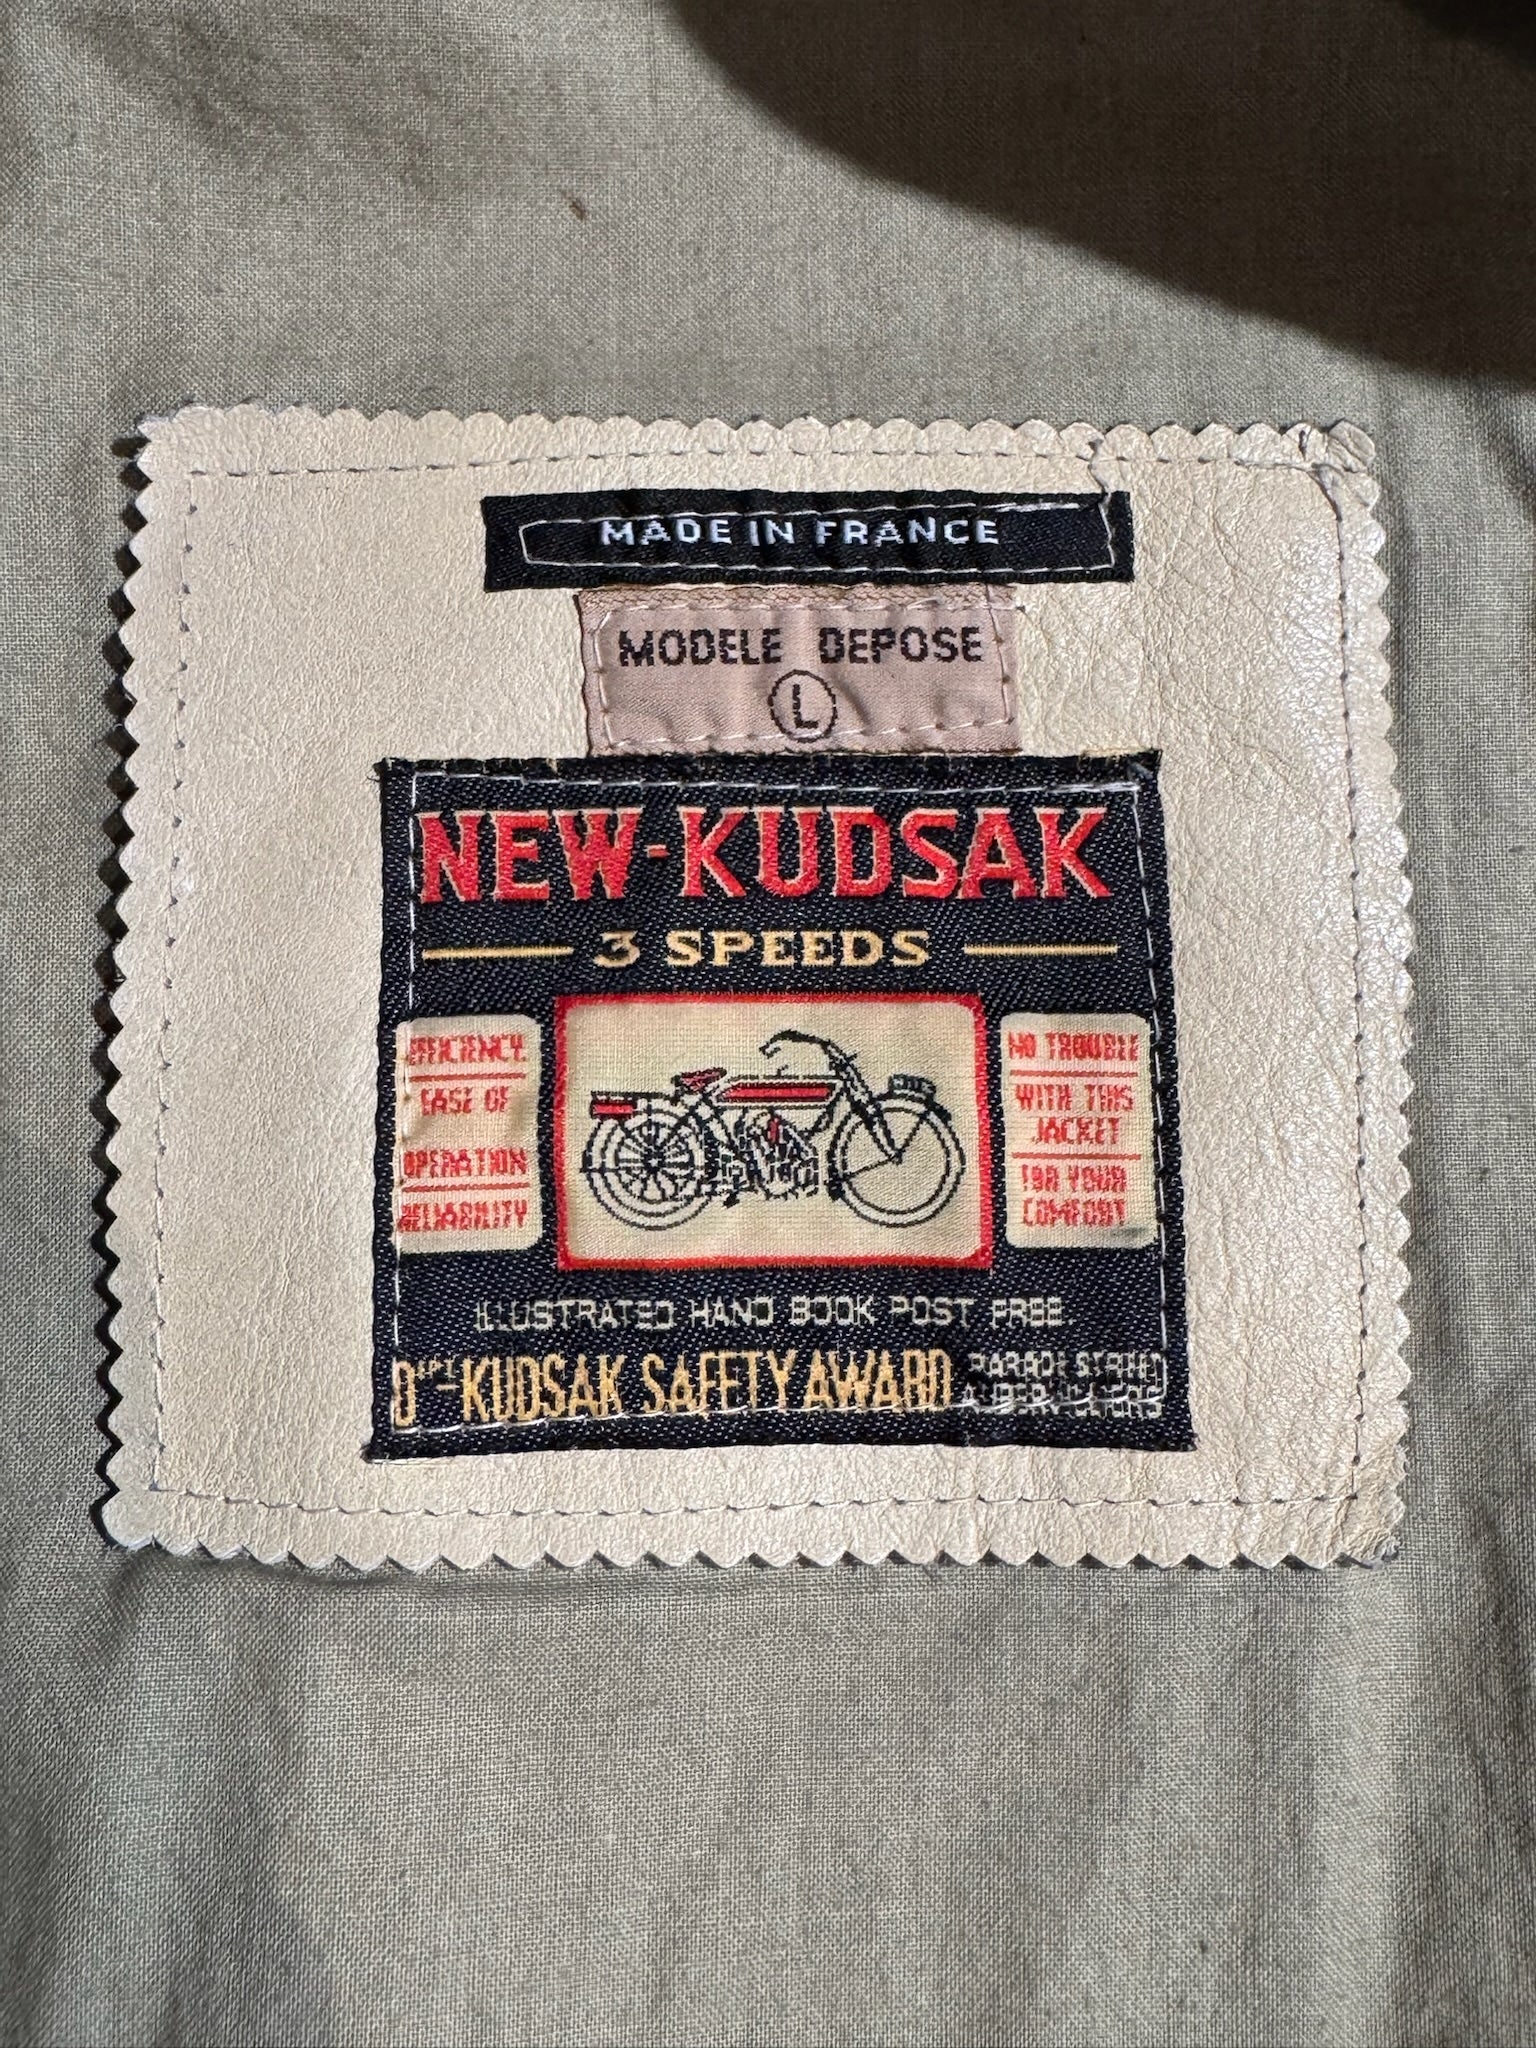 MADE IN FRANCE
MODELE DEPOSE
L
NEW-KUDSAK
3 SPEEDS
EFFICIENCY.
EASE OF
OPERATION
RELIABILITY
NO TROUBLE
WITH THIS
JACKET
FOR YOUR
COMFORT
ILLUSTRATED HAND BOOK POST FREE.
DEPT-KUDSAK SAFETY AWARD